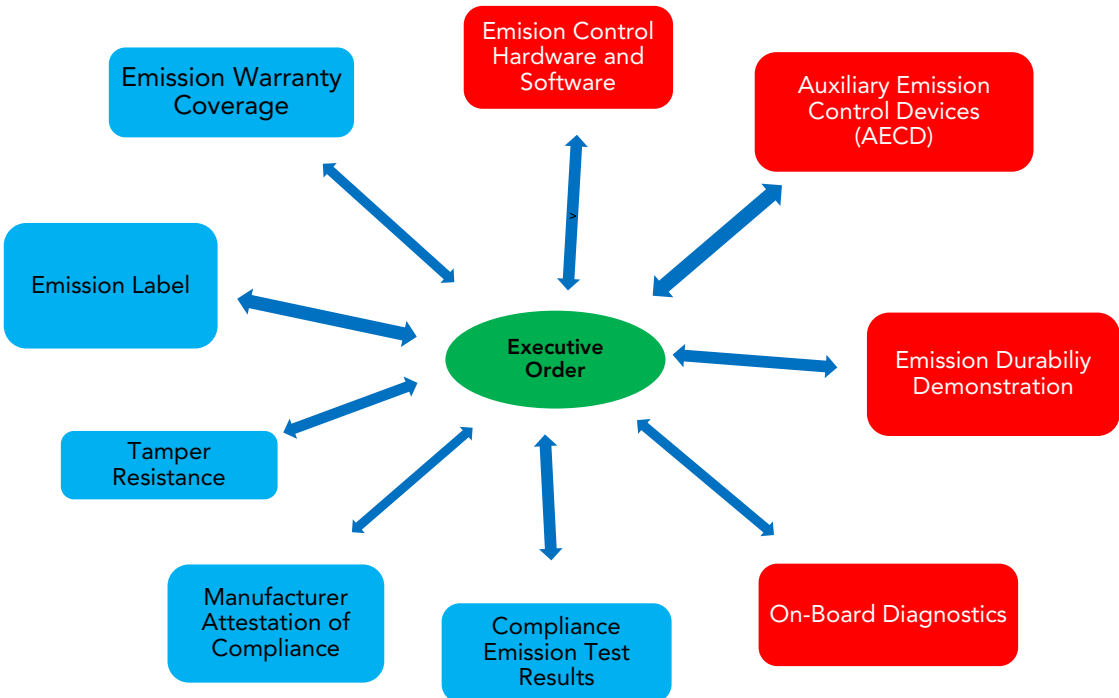 Emision Control
Hardware and
Software
Emission Warranty
Coverage
Auxiliary Emission
Control Devices
(AECD)
>
Emission Label
Executive
Order
Emission Durabiliy
Demonstration
Tamper
Resistance
Manufacturer
Attestation of
Compliance
Compliance
Emission Test
Results
On-Board Diagnostics